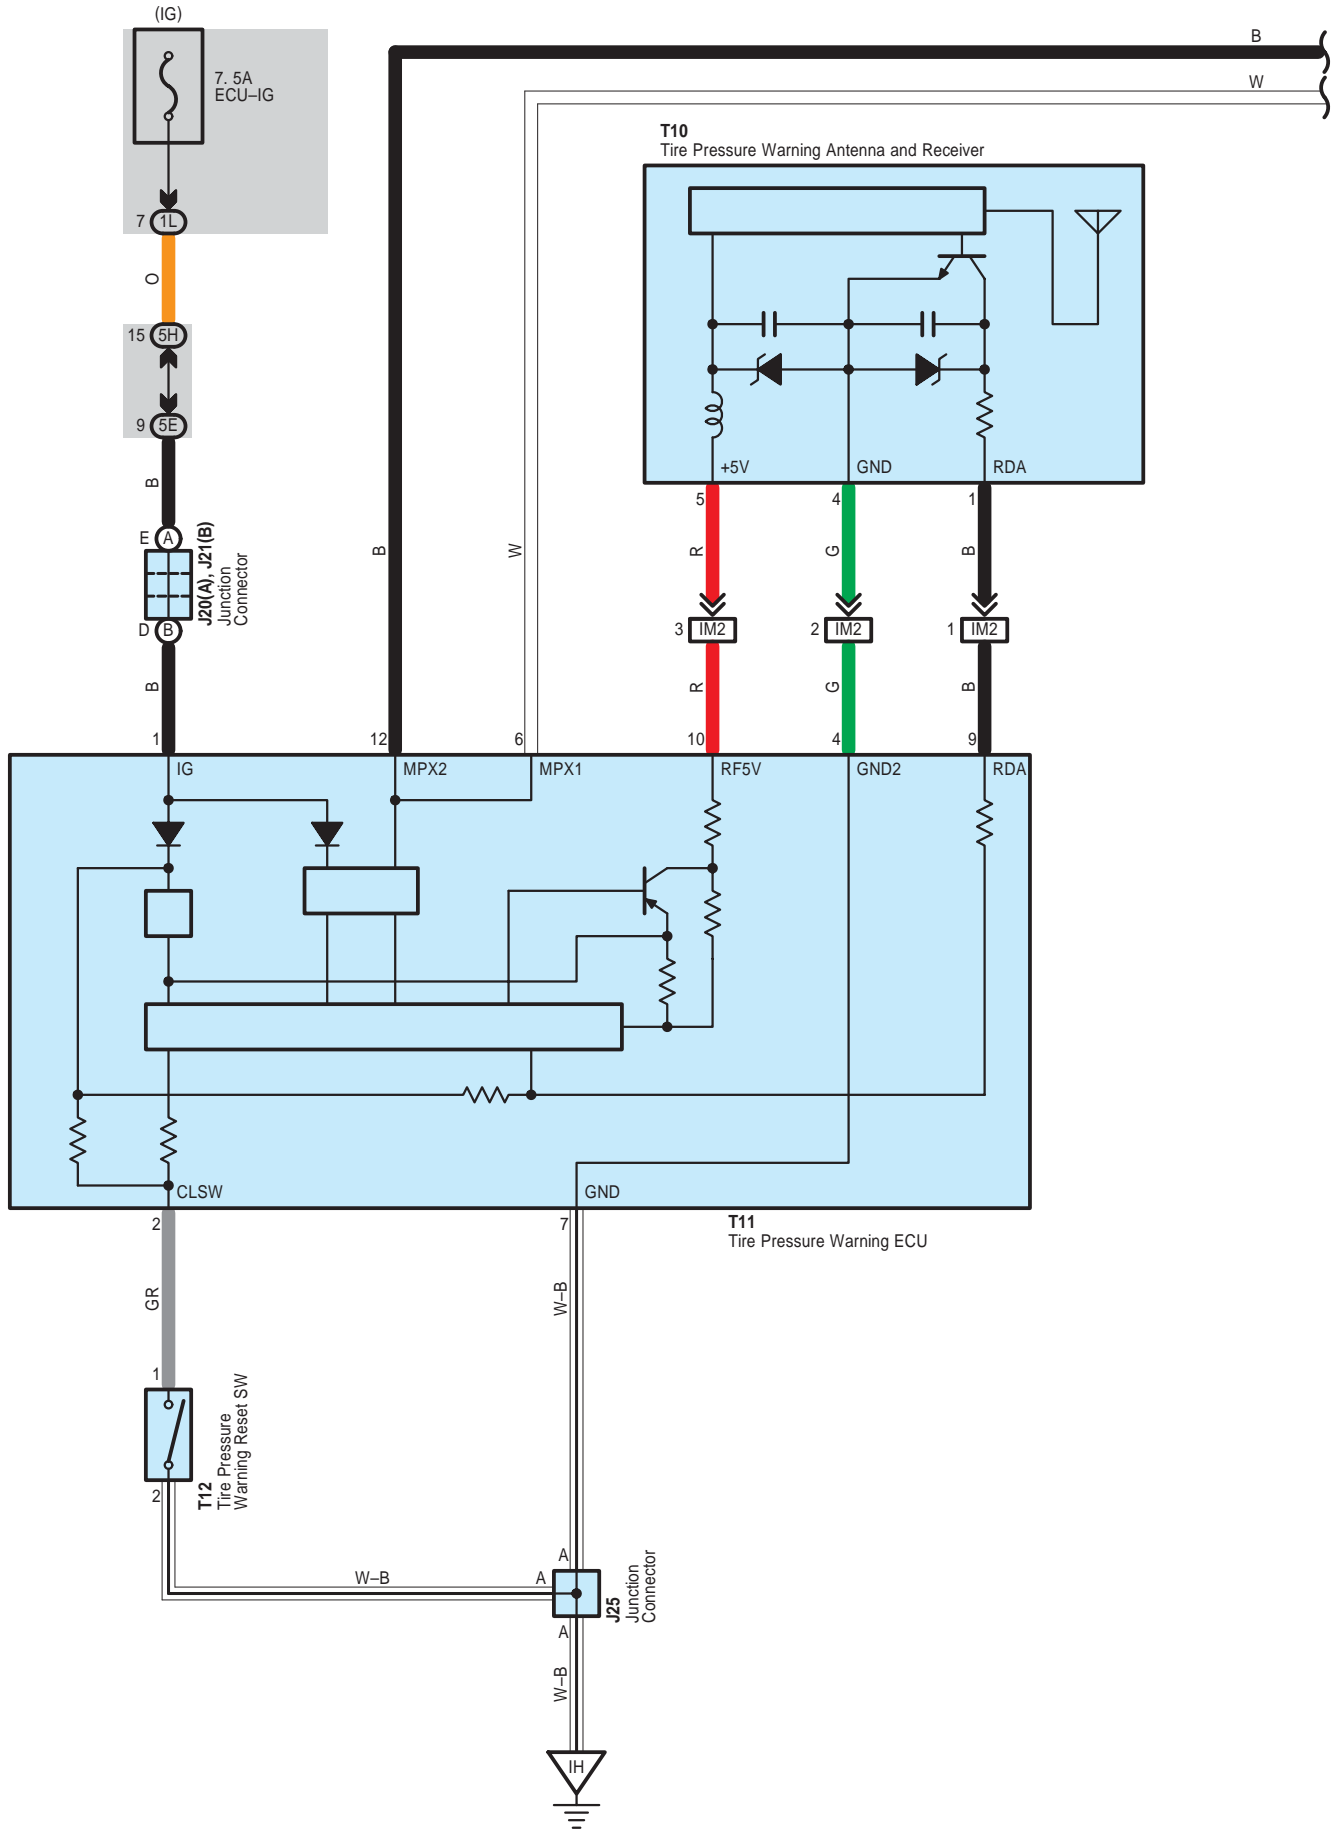 (IG)
7. 5A
ECU–IG
7 1L
O
15 5H
9 5E
B
E A
J20(A), J21(B)
Junction
Connector
D B
B
1
B
W
B
12
W
6
T10
Tire Pressure Warning Antenna and Receiver
+5V
GND
RDA
5
4
1
R
G
B
3 IM2
2 IM2
1 IM2
R
G
B
10
4
9
IG
MPX2
MPX1
RF5V
GND2
RDA
CLSW
GND
2
7
T11
Tire Pressure Warning ECU
GR
W–B
1
T12
Tire Pressure
Warning Reset SW
2
W–B
A
A
J25
Junction
Connector
A
W–B
IH